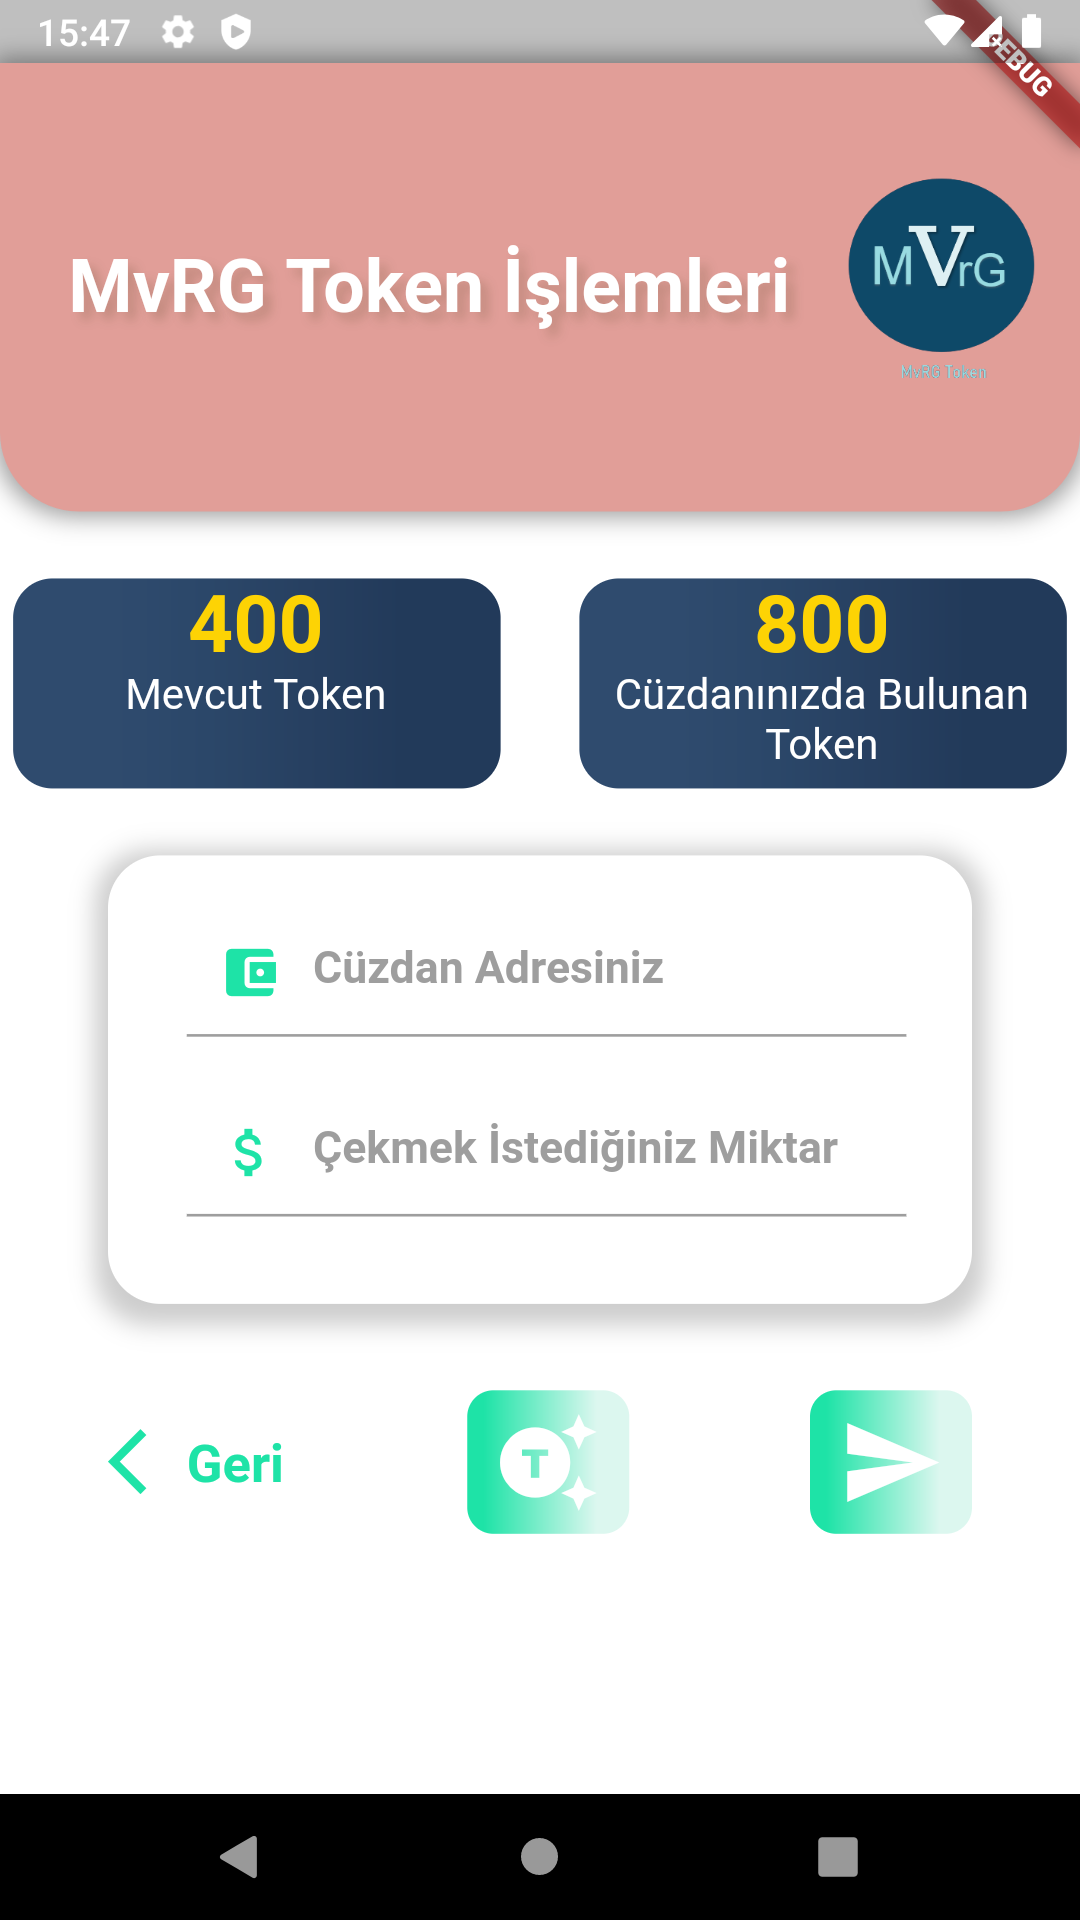 15:47
DEBUG
MvRG Token İşlemleri
MVrG
MvRG Token
400
Mevcut Token
800
Cüzdanınızda Bulunan
Token
Cüzdan Adresiniz
$ Çekmek İstediğiniz Miktar
Geri
T